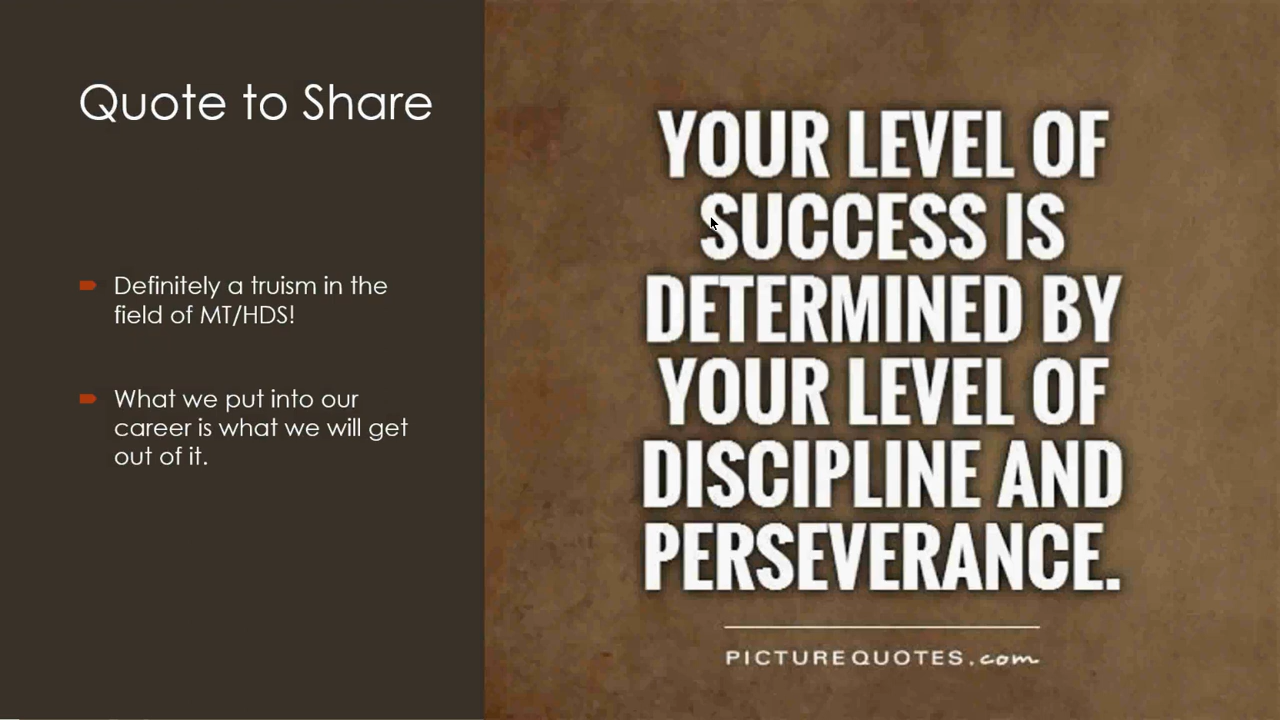 Quote to Share
Definitely a truism in the
field of MT/HDS!
What we put into our
career is what we will get
out of it.
YOUR LEVEL OF
SUCCESS IS
DETERMINED BY
YOUR LEVEL OF
DISCIPLINE AND
PERSEVERANCE.
PICTUREQUOTES.com